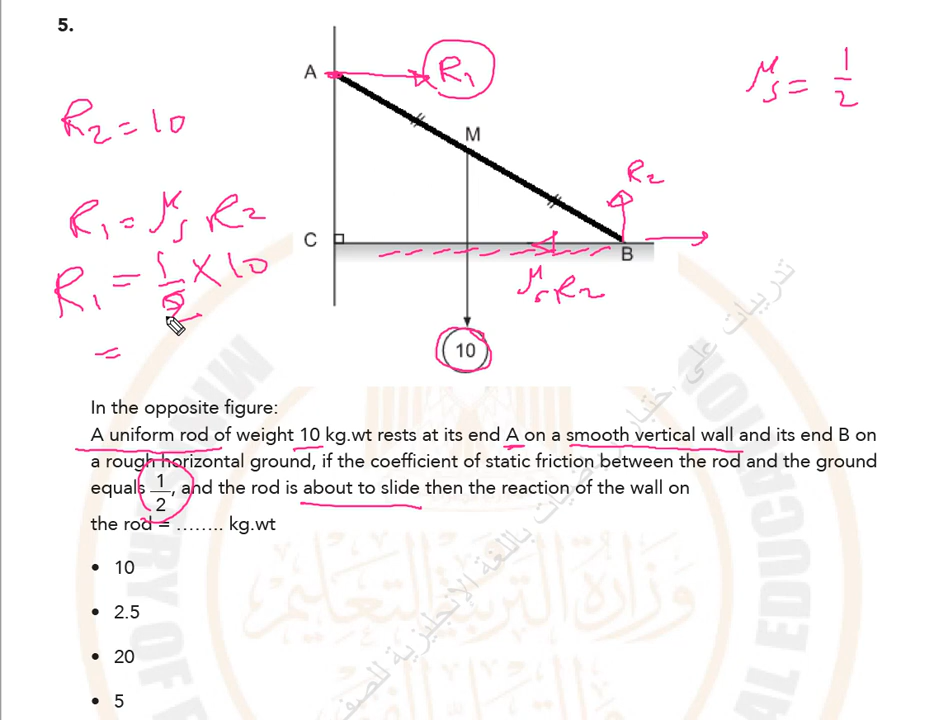 5.
A
R₁
μₛ = 1/2
R₂ = 10
M
R₂
R₁ = μₛ R₂
C
B
R₁ = 1/2 × 10
μₛR₂
=
10
In the opposite figure:
A uniform rod of weight 10 kg.wt rests at its end A on a smooth vertical wall and its end B on
a rough horizontal ground, if the coefficient of static friction between the rod and the ground
equals 1/2, and the rod is about to slide then the reaction of the wall on
the rod = ........ kg.wt
• 10
• 2.5
• 20
• 5